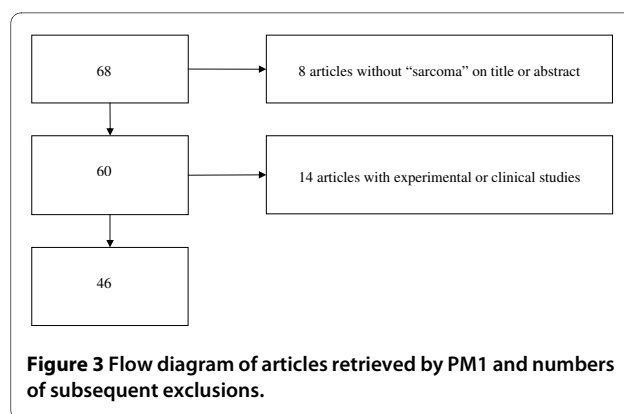 68
8 articles without “sarcoma” on title or abstract
60
14 articles with experimental or clinical studies
46
Figure 3 Flow diagram of articles retrieved by PM1 and numbers
of subsequent exclusions.